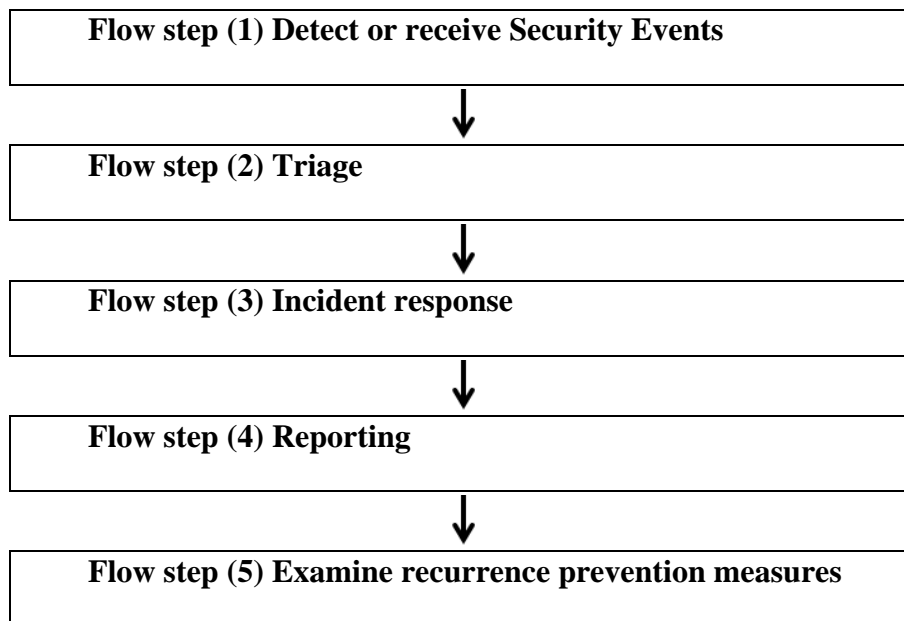 Flow step (1) Detect or receive Security Events
Flow step (2) Triage
Flow step (3) Incident response
Flow step (4) Reporting
Flow step (5) Examine recurrence prevention measures